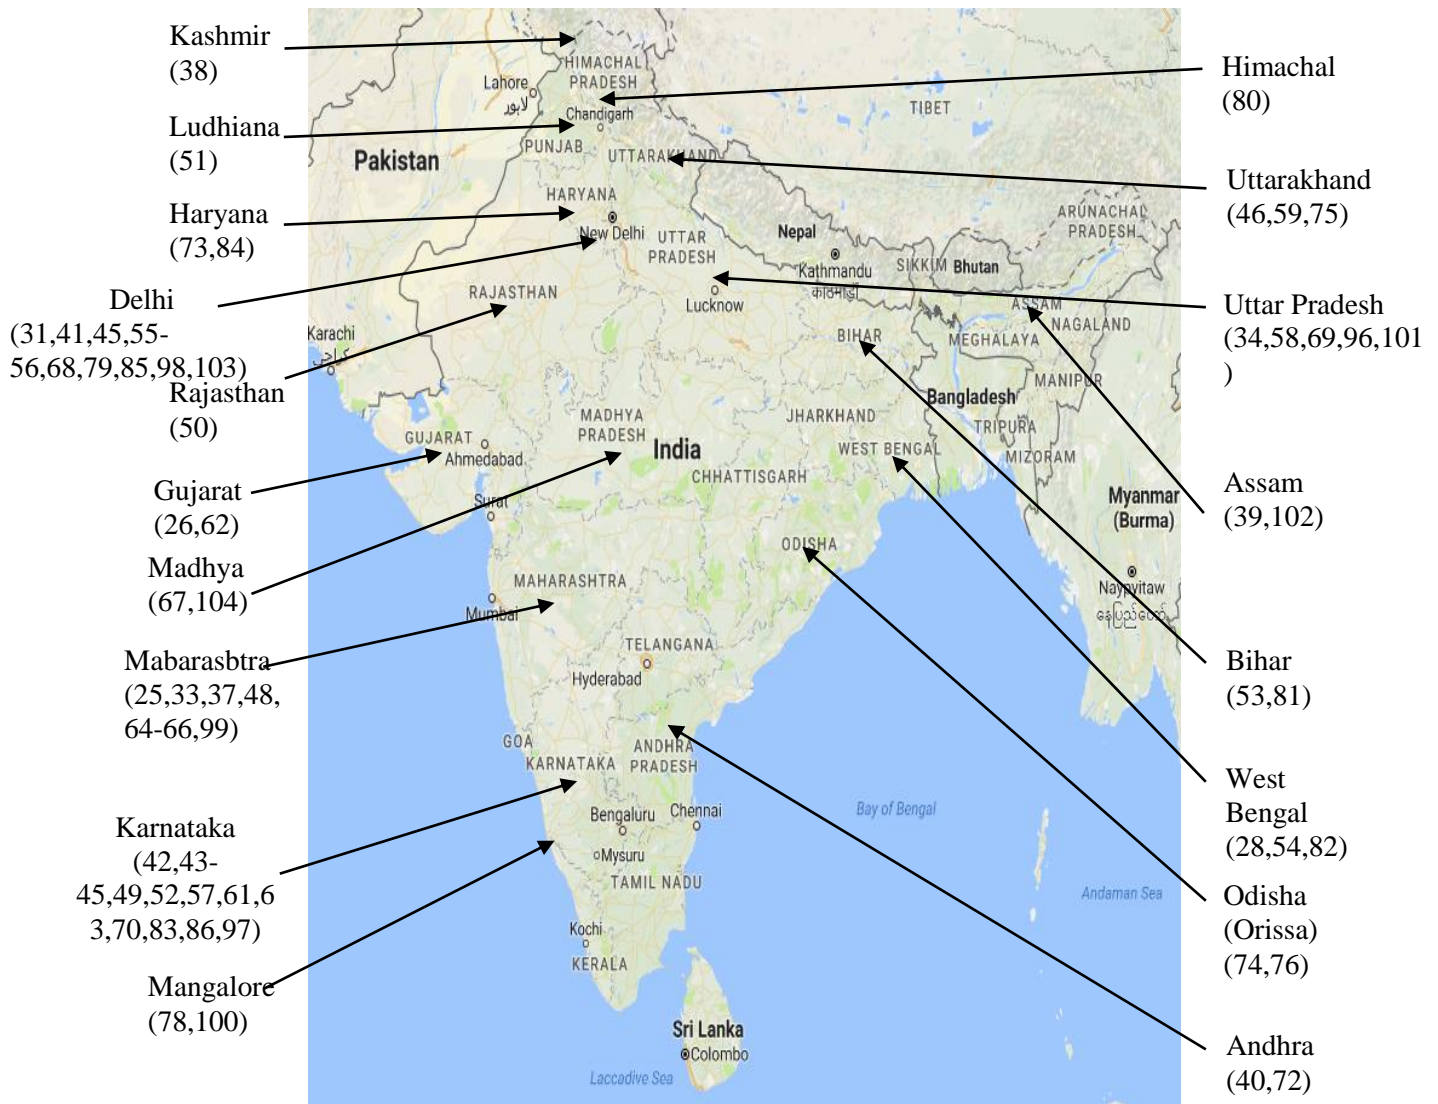 Kashmir
(38)
Ludhiana
(51)
Haryana
(73,84)
Delhi
(31,41,45,55-
56,68,79,85,98,103)
Rajasthan
(50)
Gujarat
(26,62)
Madhya
(67,104)
Mabarasbtra
(25,33,37,48,
64-66,99)
Karnataka
(42,43-
45,49,52,57,61,6
3,70,83,86,97)
Mangalore
(78,100)
HIMACHAL
PRADESH
Lahore
لاہور
Chandigarh
PUNJAB
Pakistan
UTTARAKHAND
TIBET
HARYANA
New Delhi
UTTAR
PRADESH
Nepal
Kathmandu
काठमाडौं
SIKKIM
Bhutan
ARUNACHAL
PRADESH
RAJASTHAN
Lucknow
ASSAM
NAGALAND
Karachi
كراچى
BIHAR
MEGHALAYA
MANIPUR
Bangladesh
MADHYA
PRADESH
JHARKHAND
TRIPURA
GUJARAT
Ahmedabad
India
WEST BENGAL
MIZORAM
CHHATTISGARH
Surat
Myanmar
(Burma)
ODISHA
MAHARASHTRA
Mumbai
Naypyitaw
နေပြည်တော်
TELANGANA
Hyderabad
GOA
KARNATAKA
ANDHRA
PRADESH
Bengaluru
Chennai
Bay of Bengal
Mysuru
TAMIL NADU
Andaman Sea
Kochi
KERALA
Sri Lanka
Colombo
Laccadive Sea
Himachal
(80)
Uttarakhand
(46,59,75)
Uttar Pradesh
(34,58,69,96,101
)
Assam
(39,102)
Bihar
(53,81)
West
Bengal
(28,54,82)
Odisha
(Orissa)
(74,76)
Andhra
(40,72)